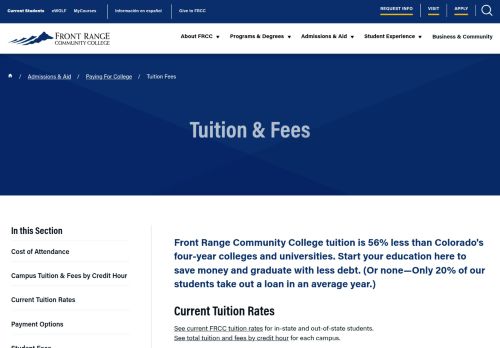 Current Students eWOLF MyCourses Información en español Give to FRCC REQUEST INFO VISIT APPLY
FRONT RANGE
COMMUNITY COLLEGE
About FRCC Programs & Degrees Admissions & Aid Student Experience Business & Community
/ Admissions & Aid / Paying For College / Tuition Fees
Tuition & Fees
In this Section
Cost of Attendance
Campus Tuition & Fees by Credit Hour
Current Tuition Rates
Payment Options
Student Fees
Front Range Community College tuition is 56% less than Colorado's
four-year colleges and universities. Start your education here to
save money and graduate with less debt. (Or none—Only 20% of our
students take out a loan in an average year.)
Current Tuition Rates
See current FRCC tuition rates for in-state and out-of-state students.
See total tuition and fees by credit hour for each campus.